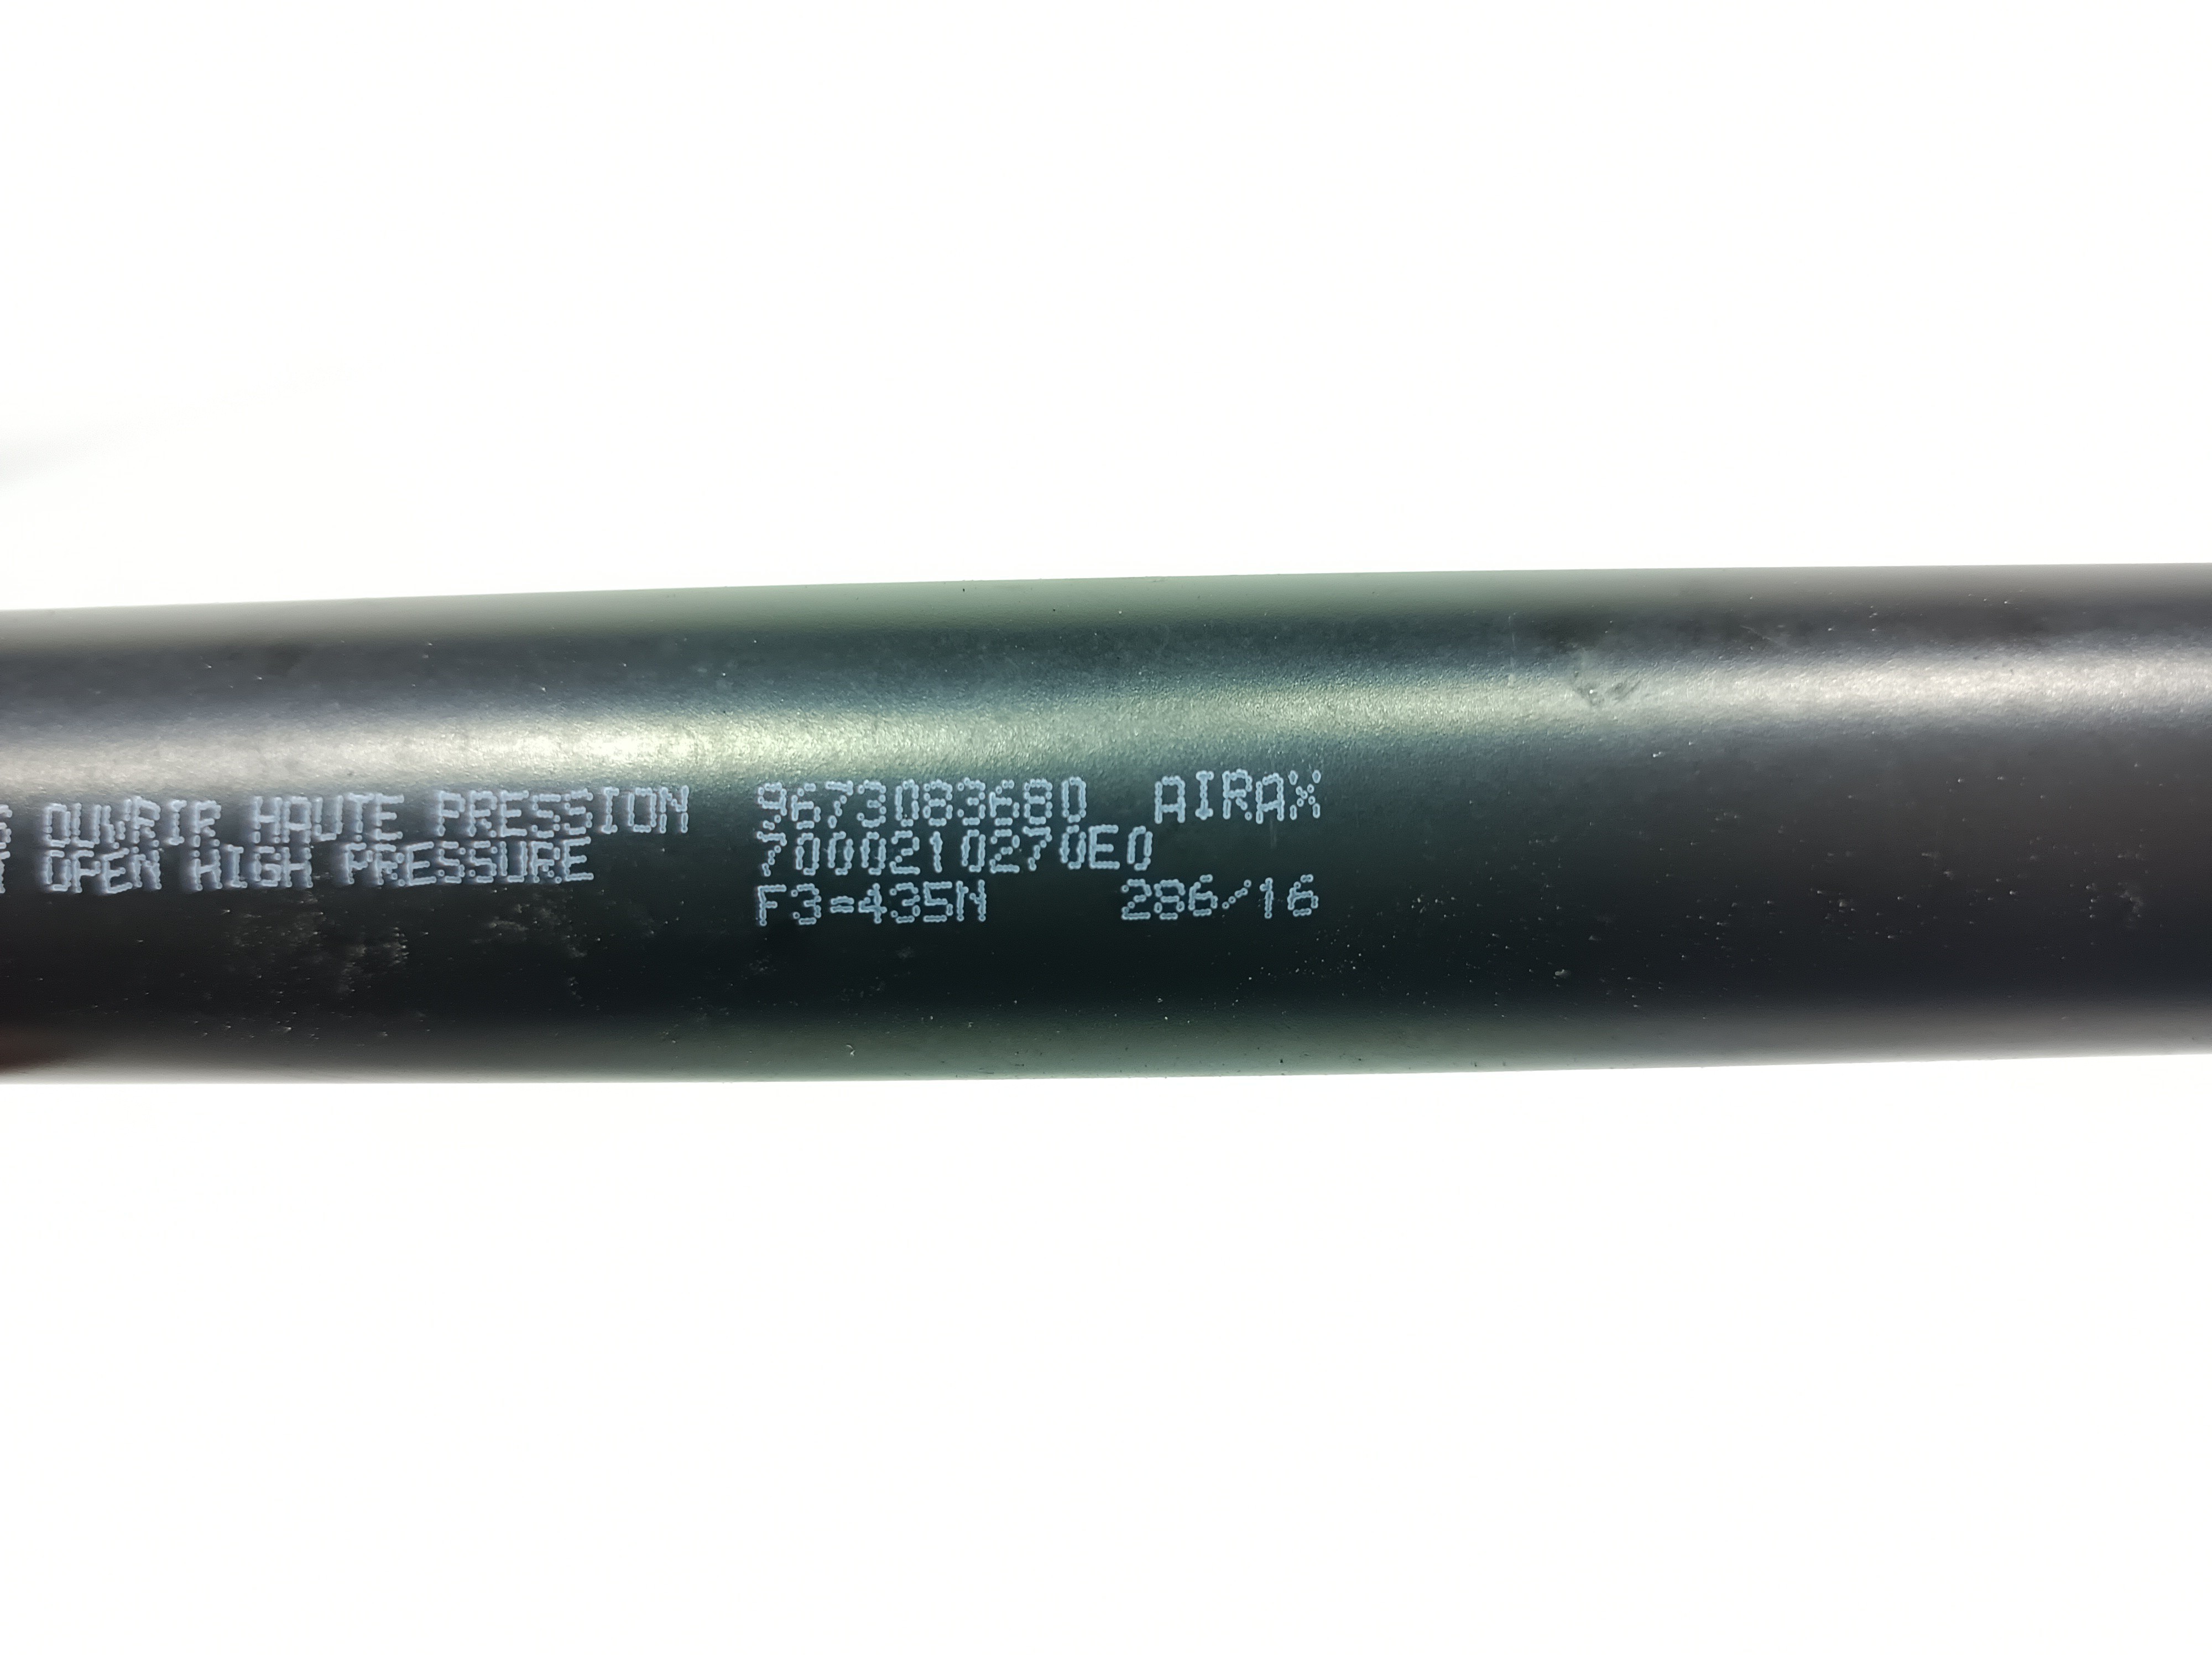 OUVRIR HAUTE PRESSION 9673083680 AIRAX
OPEN HIGH PRESSURE 7000210270E0
F3=435N 286/16